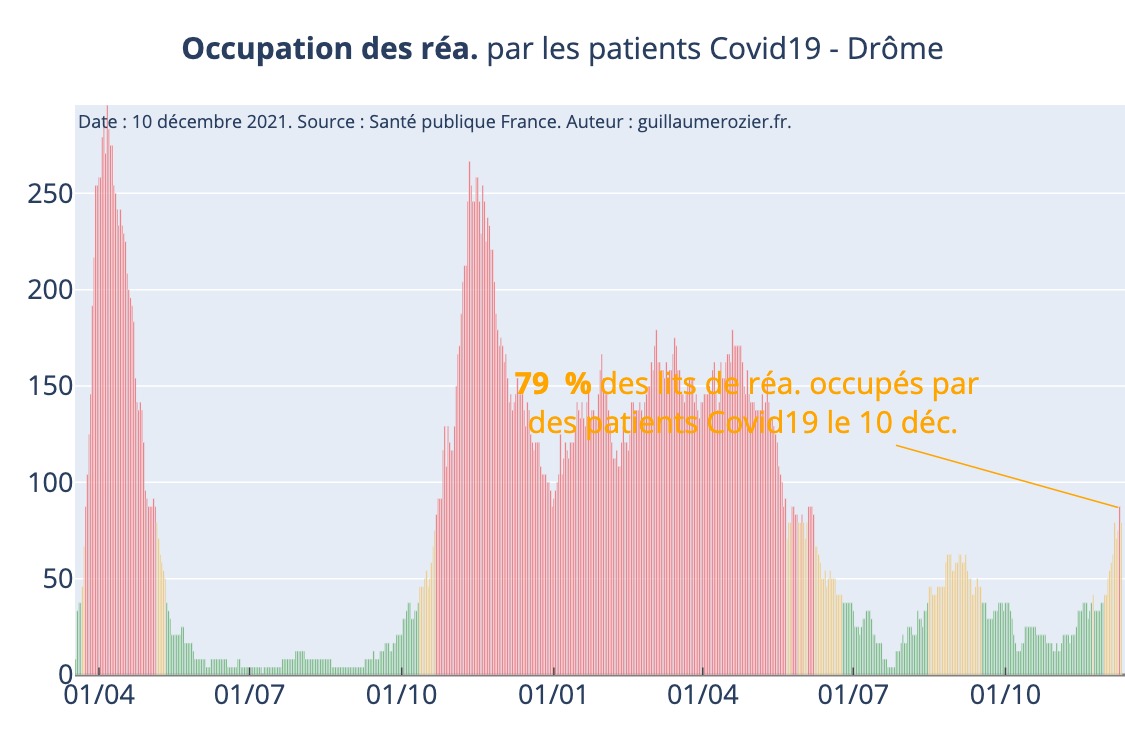 Occupation des réa. par les patients Covid19 - Drôme
Date : 10 décembre 2021. Source : Santé publique France. Auteur : guillaumerozier.fr.
250
200
150
100
50
0
79 % des lits de réa. occupés par
des patients Covid19 le 10 déc.
01/04 01/07 01/10 01/01 01/04 01/07 01/10